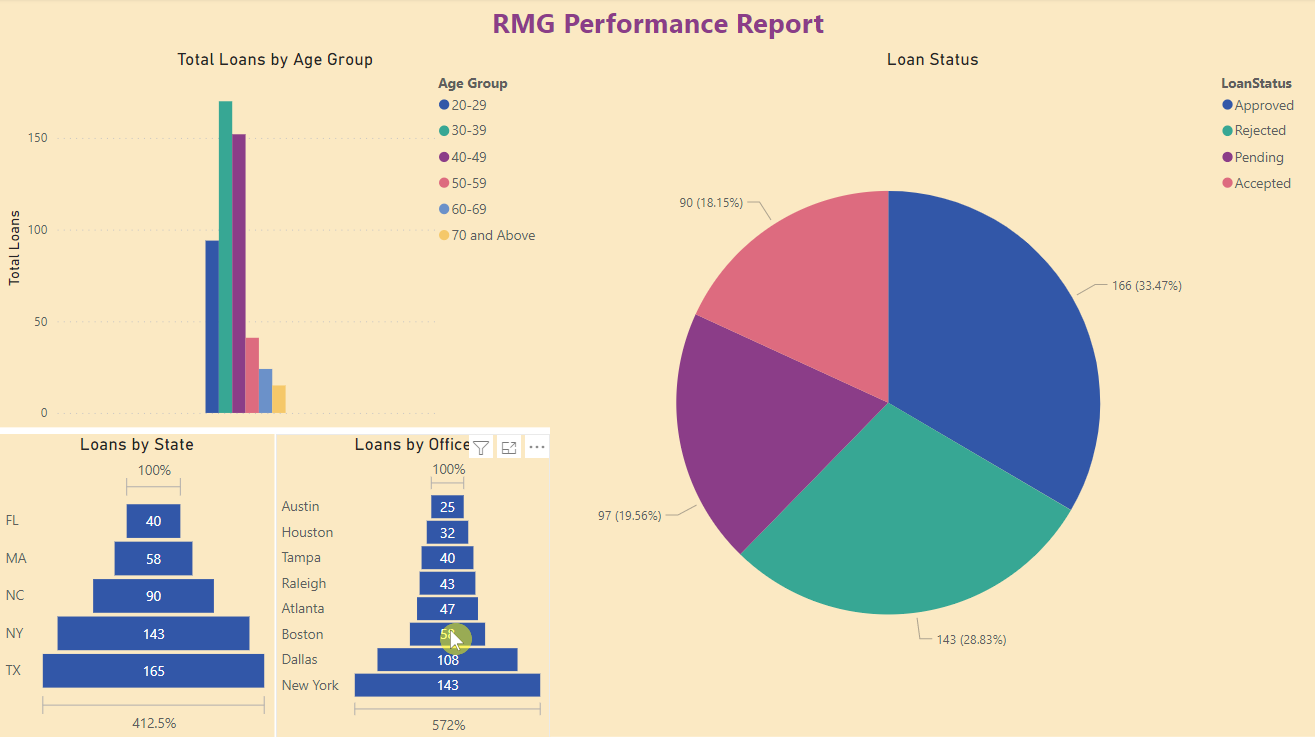 RMG Performance Report
Total Loans by Age Group
Age Group
20-29
30-39
40-49
50-59
60-69
70 and Above
Total Loans
150
100
50
0
Loan Status
LoanStatus
Approved
Rejected
Pending
Accepted
90 (18.15%)
166 (33.47%)
97 (19.56%)
143 (28.83%)
Loans by State
100%
FL 40
MA 58
NC 90
NY 143
TX 165
412.5%
Loans by Office
100%
Austin 25
Houston 32
Tampa 40
Raleigh 43
Atlanta 47
Boston 58
Dallas 108
New York 143
572%